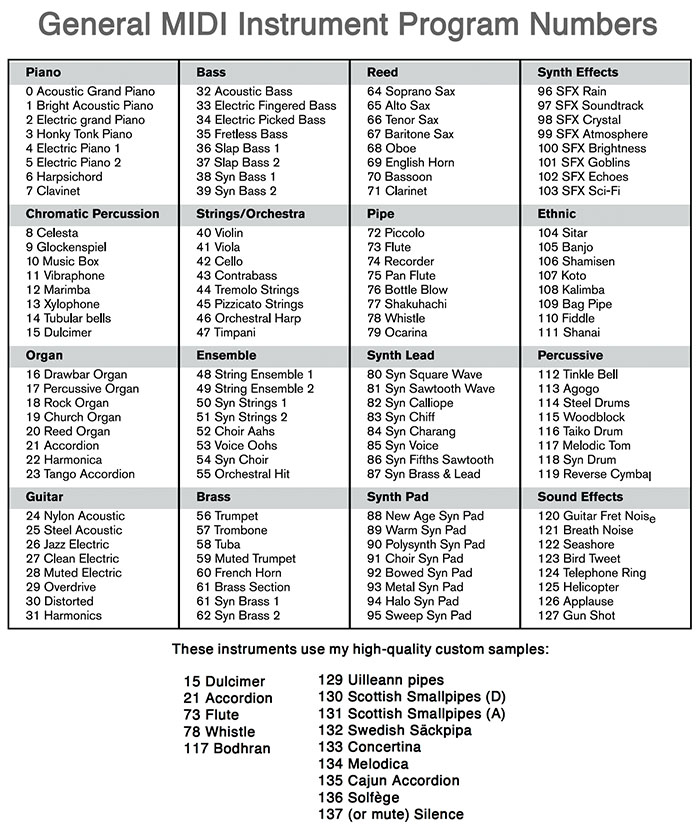 General MIDI Instrument Program Numbers
Piano
0 Acoustic Grand Piano
1 Bright Acoustic Piano
2 Electric grand Piano
3 Honky Tonk Piano
4 Electric Piano 1
5 Electric Piano 2
6 Harpsichord
7 Clavinet
Chromatic Percussion
8 Celesta
9 Glockenspiel
10 Music Box
11 Vibraphone
12 Marimba
13 Xylophone
14 Tubular bells
15 Dulcimer
Organ
16 Drawbar Organ
17 Percussive Organ
18 Rock Organ
19 Church Organ
20 Reed Organ
21 Accordion
22 Harmonica
23 Tango Accordion
Guitar
24 Nylon Acoustic
25 Steel Acoustic
26 Jazz Electric
27 Clean Electric
28 Muted Electric
29 Overdrive
30 Distorted
31 Harmonics
Bass
32 Acoustic Bass
33 Electric Fingered Bass
34 Electric Picked Bass
35 Fretless Bass
36 Slap Bass 1
37 Slap Bass 2
38 Syn Bass 1
39 Syn Bass 2
Strings/Orchestra
40 Violin
41 Viola
42 Cello
43 Contrabass
44 Tremolo Strings
45 Pizzicato Strings
46 Orchestral Harp
47 Timpani
Ensemble
48 String Ensemble 1
49 String Ensemble 2
50 Syn Strings 1
51 Syn Strings 2
52 Choir Aahs
53 Voice Oohs
54 Syn Choir
55 Orchestral Hit
Brass
56 Trumpet
57 Trombone
58 Tuba
59 Muted Trumpet
60 French Horn
61 Brass Section
61 Syn Brass 1
62 Syn Brass 2
Reed
64 Soprano Sax
65 Alto Sax
66 Tenor Sax
67 Baritone Sax
68 Oboe
69 English Horn
70 Bassoon
71 Clarinet
Pipe
72 Piccolo
73 Flute
74 Recorder
75 Pan Flute
76 Bottle Blow
77 Shakuhachi
78 Whistle
79 Ocarina
Synth Lead
80 Syn Square Wave
81 Syn Sawtooth Wave
82 Syn Calliope
83 Syn Chiff
84 Syn Charang
85 Syn Voice
86 Syn Fifths Sawtooth
87 Syn Brass & Lead
Synth Pad
88 New Age Syn Pad
89 Warm Syn Pad
90 Polysynth Syn Pad
91 Choir Syn Pad
92 Bowed Syn Pad
93 Metal Syn Pad
94 Halo Syn Pad
95 Sweep Syn Pad
Synth Effects
96 SFX Rain
97 SFX Soundtrack
98 SFX Crystal
99 SFX Atmosphere
100 SFX Brightness
101 SFX Goblins
102 SFX Echoes
103 SFX Sci-Fi
Ethnic
104 Sitar
105 Banjo
106 Shamisen
107 Koto
108 Kalimba
109 Bag Pipe
110 Fiddle
111 Shanai
Percussive
112 Tinkle Bell
113 Agogo
114 Steel Drums
115 Woodblock
116 Taiko Drum
117 Melodic Tom
118 Syn Drum
119 Reverse Cymbal
Sound Effects
120 Guitar Fret Noise
121 Breath Noise
122 Seashore
123 Bird Tweet
124 Telephone Ring
125 Helicopter
126 Applause
127 Gun Shot
These instruments use my high-quality custom samples:
15 Dulcimer
21 Accordion
73 Flute
78 Whistle
117 Bodhran
129 Uilleann pipes
130 Scottish Smallpipes (D)
131 Scottish Smallpipes (A)
132 Swedish Säckpipa
133 Concertina
134 Melodica
135 Cajun Accordion
136 Solfège
137 (or mute) Silence